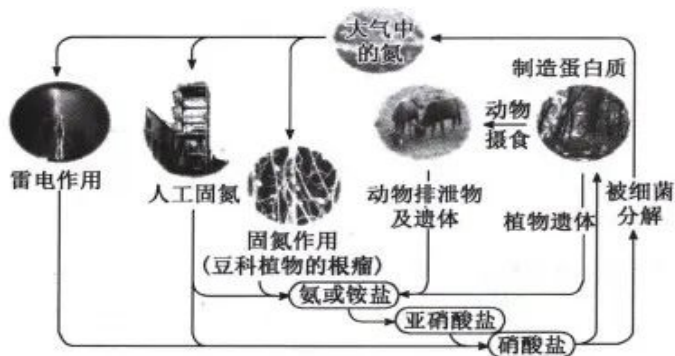 大气中
的氮
制造蛋白质
动物
摄食
雷电作用
人工固氮
固氮作用
(豆科植物的根瘤)
动物排泄物
及遗体
植物遗体
被细菌
分解
氨或铵盐
亚硝酸盐
硝酸盐